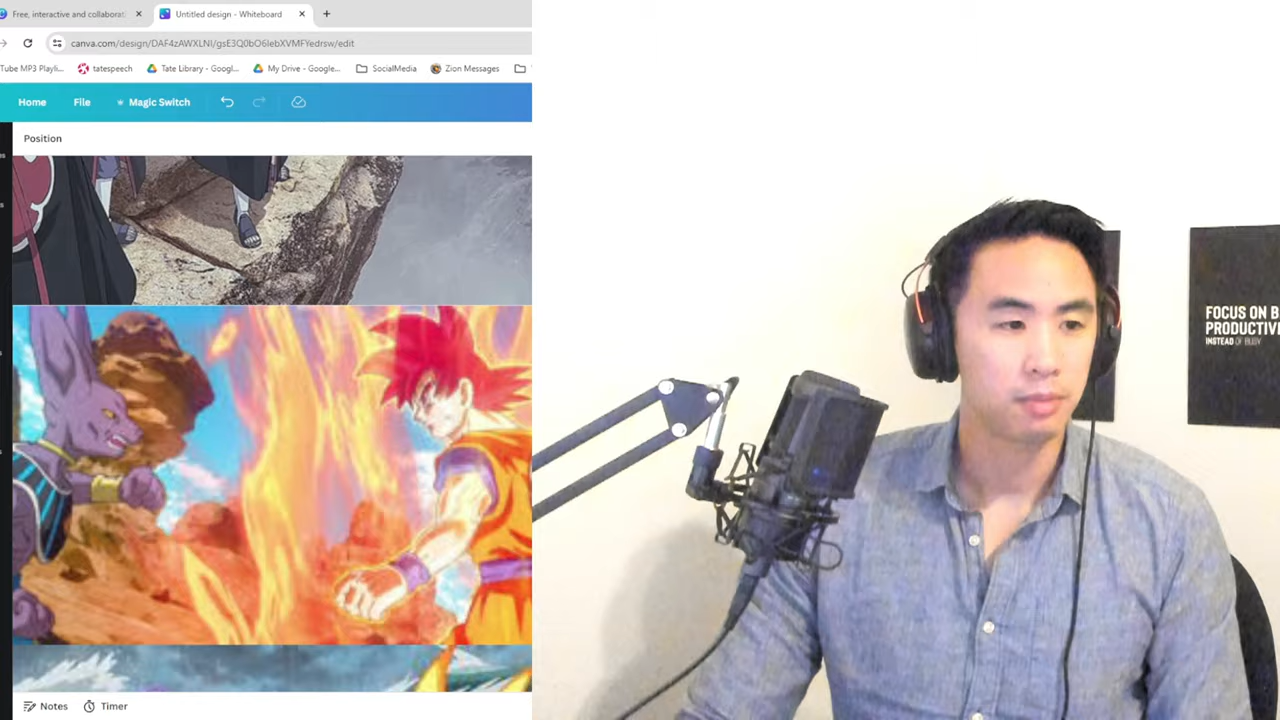 Free, interactive and collaborat
Untitled design - Whiteboard
canva.com/design/DAF4zAWXLNI/gsE3Q0bO6lebXVMFYedrsw/edit
Tube MP3 Playli...
tatespeech
Tate Library - Googl...
My Drive - Google...
SocialMedia
Zion Messages
Home
File
Magic Switch
Position
FOCUS ON B
PRODUCTIV
INSTEAD OF BUSY
Notes
Timer